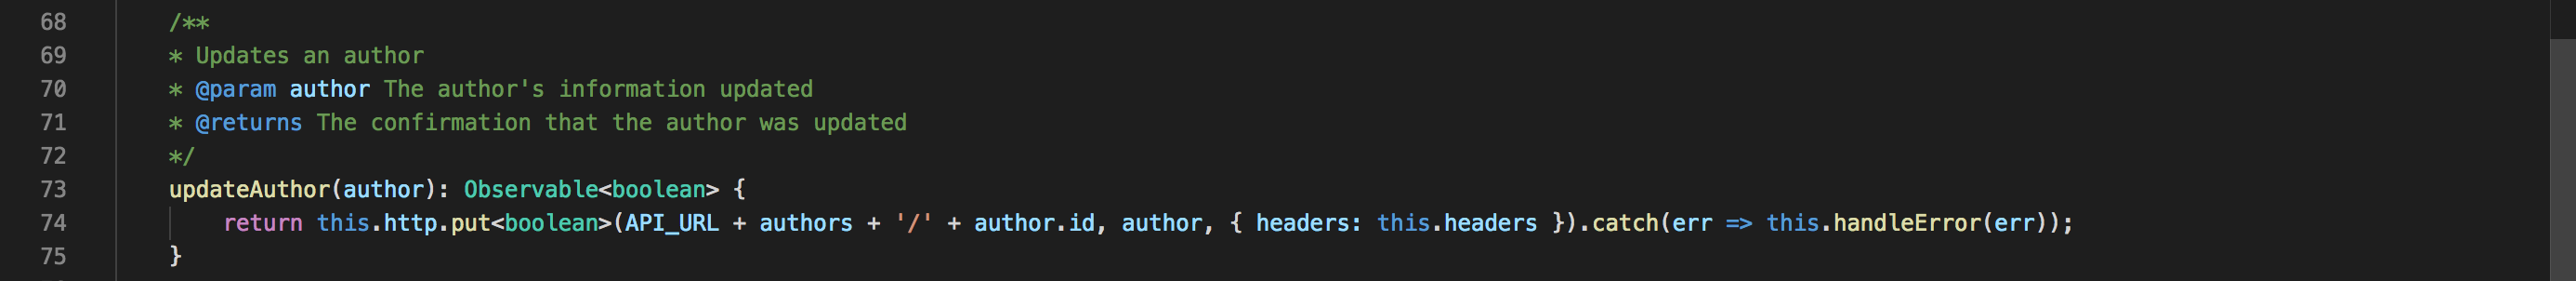 68 /**
69 * Updates an author
70 * @param author The author's information updated
71 * @returns The confirmation that the author was updated
72 */
73 updateAuthor(author): Observable<boolean> {
74 return this.http.put<boolean>(API_URL + authors + '/' + author.id, author, { headers: this.headers }).catch(err => this.handleError(err));
75 }